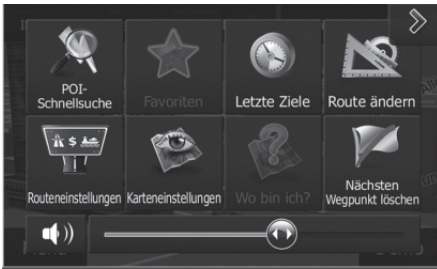 POI-
Schnellsuche
Favoriten
Letzte Ziele
Route ändern
Routeneinstellungen
Karteneinstellungen
Wo bin ich?
Nächsten
Wegpunkt löschen